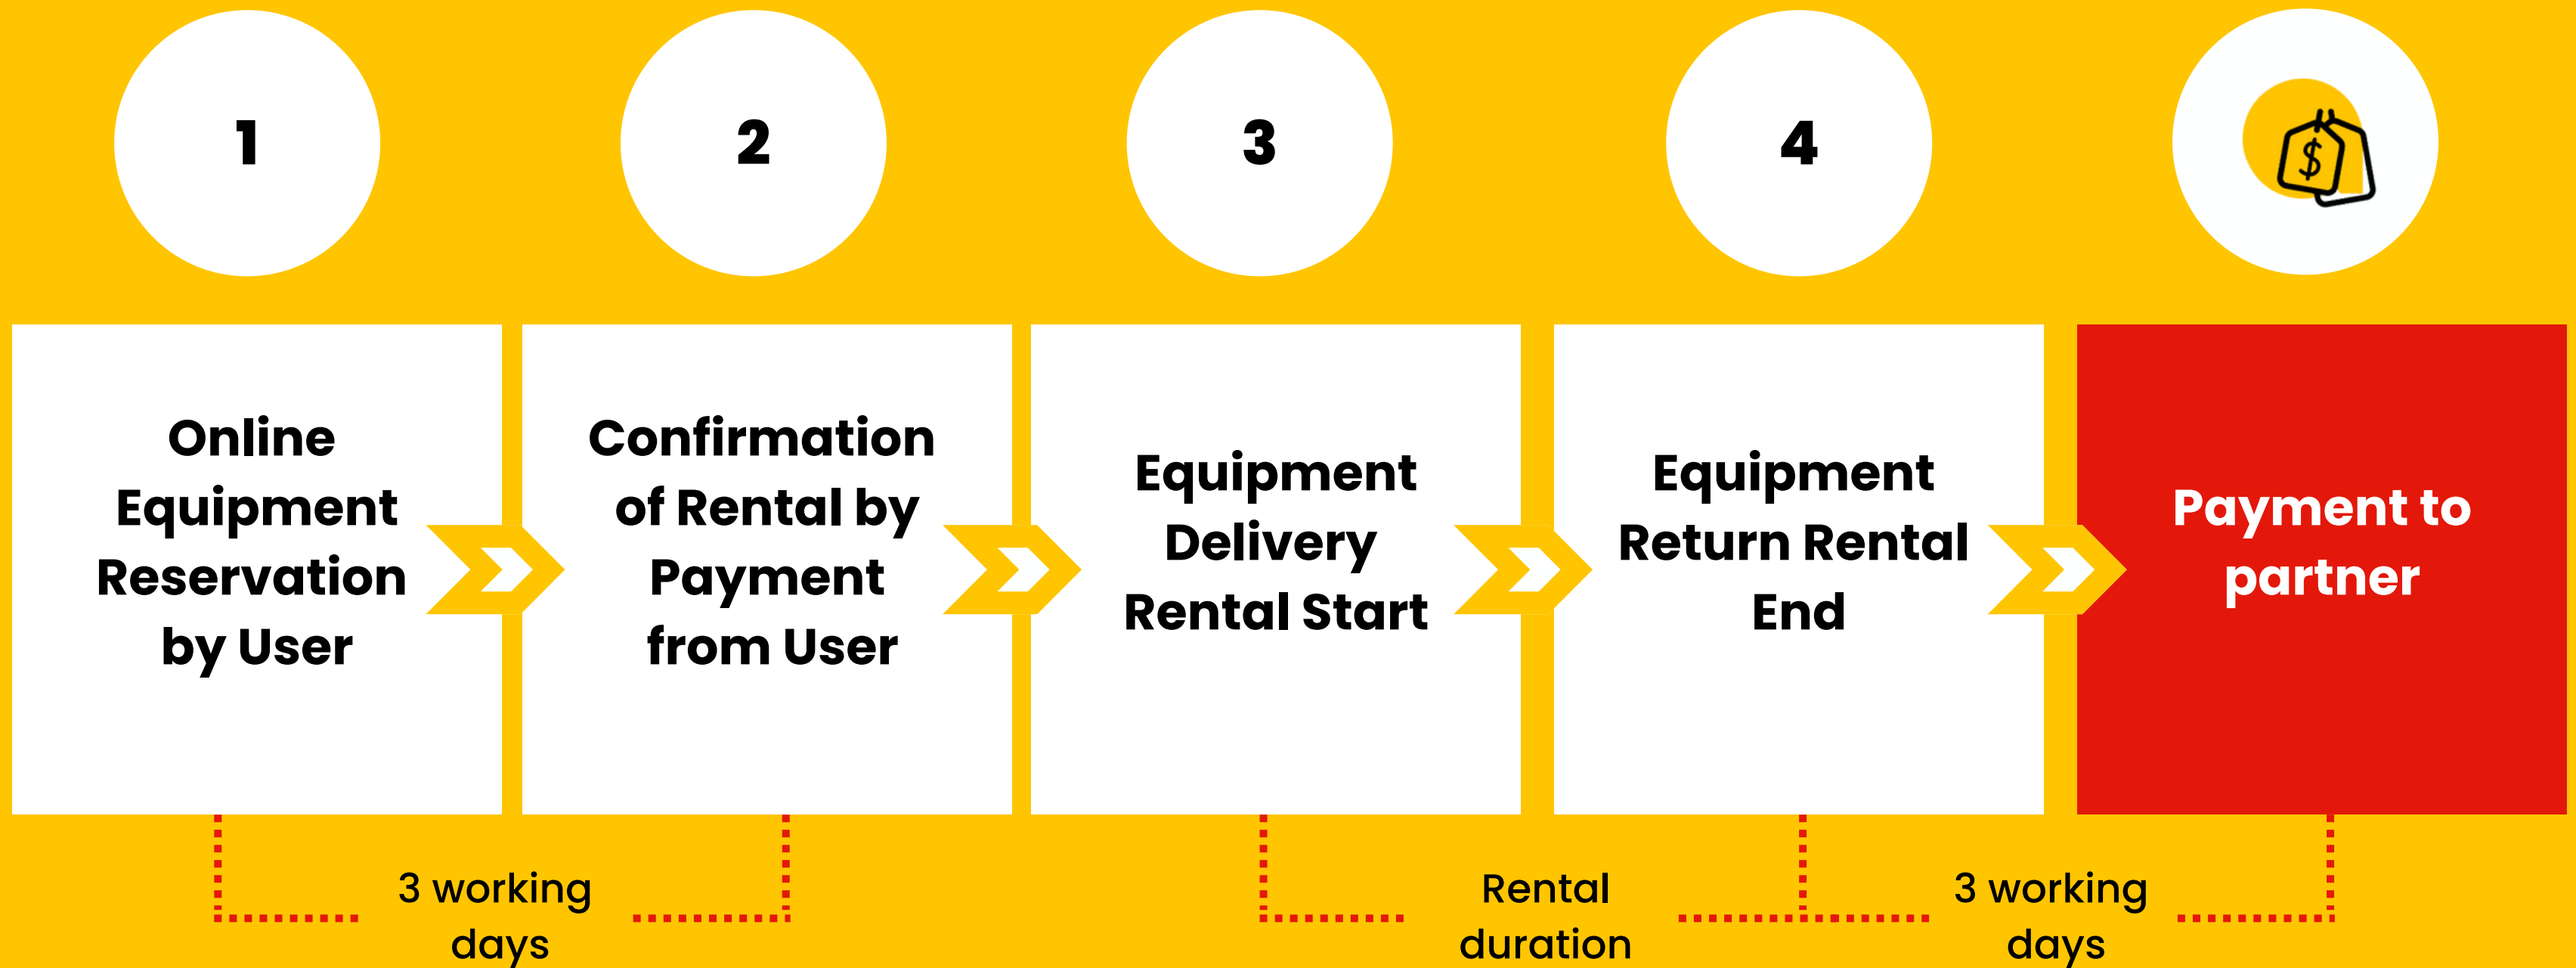 1
2
3
4
$
Online
Equipment
Reservation
by User
Confirmation
of Rental by
Payment
from User
Equipment
Delivery
Rental Start
Equipment
Return Rental
End
Payment to
partner
3 working
days
Rental
duration
3 working
days